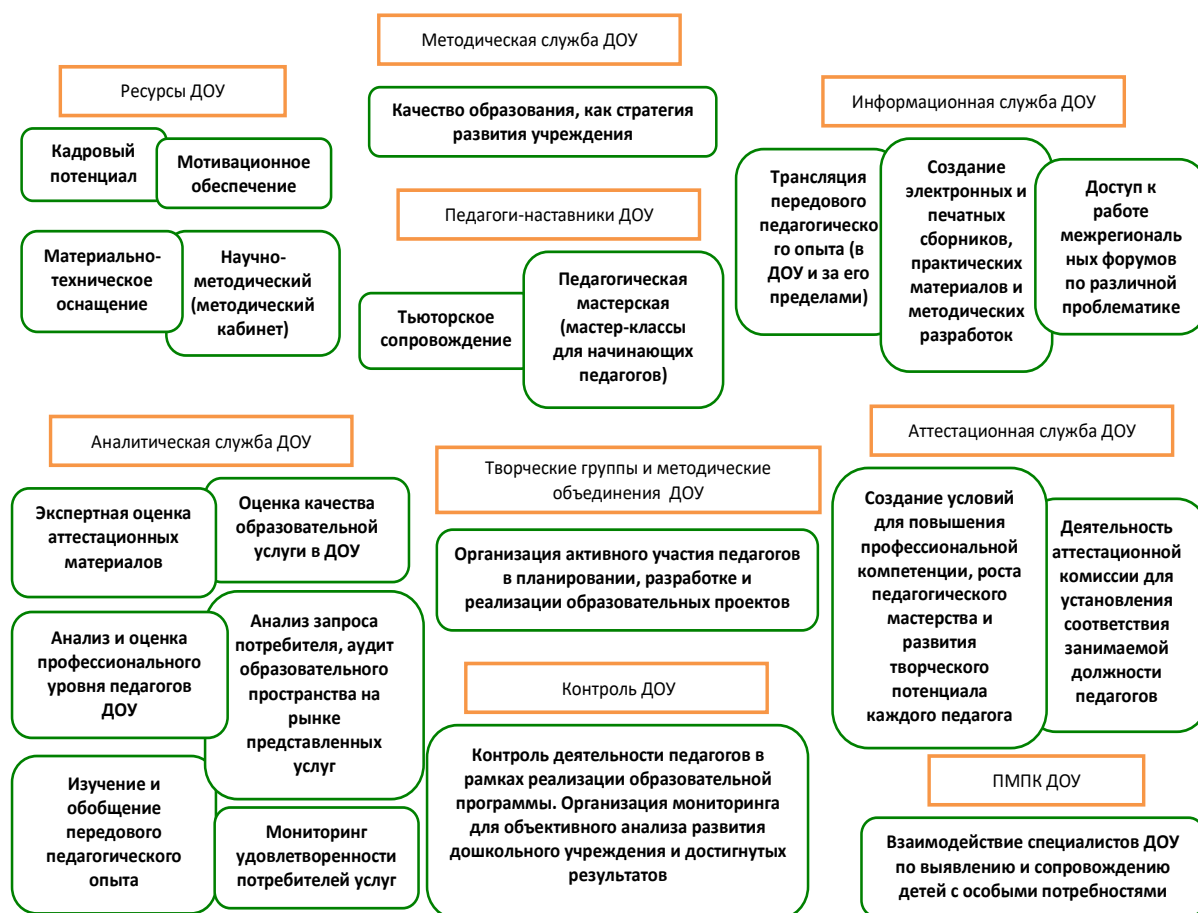 Методическая служба ДОУ
Качество образования, как стратегия
развития учреждения
Ресурсы ДОУ
Кадровый
потенциал
Мотивационное
обеспечение
Материально-
техническое
оснащение
Научно-
методический
(методический
кабинет)
Педагоги-наставники ДОУ
Тьюторское
сопровождение
Педагогическая
мастерская
(мастер-классы
для начинающих
педагогов)
Информационная служба ДОУ
Трансляция
передового
педагогическо
го опыта (в
ДОУ и за его
пределами)
Создание
электронных и
печатных
сборников,
практических
материалов и
методических
разработок
Доступ к
работе
межрегиональ
ных форумов
по различной
проблематике
Аналитическая служба ДОУ
Экспертная оценка
аттестационных
материалов
Оценка качества
образовательной
услуги в ДОУ
Анализ и оценка
профессионального
уровня педагогов
ДОУ
Анализ запроса
потребителя, аудит
образовательного
пространства на
рынке
представленных
услуг
Изучение и
обобщение
передового
педагогического
опыта
Мониторинг
удовлетворенности
потребителей услуг
Творческие группы и методические
объединения ДОУ
Организация активного участия педагогов
в планировании, разработке и
реализации образовательных проектов
Контроль ДОУ
Контроль деятельности педагогов в
рамках реализации образовательной
программы. Организация мониторинга
для объективного анализа развития
дошкольного учреждения и достигнутых
результатов
Аттестационная служба ДОУ
Создание условий
для повышения
профессиональной
компетенции, роста
педагогического
мастерства и
развития
творческого
потенциала
каждого педагога
Деятельность
аттестационной
комиссии для
установления
соответствия
занимаемой
должности
педагогов
ПМПК ДОУ
Взаимодействие специалистов ДОУ
по выявлению и сопровождению
детей с особыми потребностями